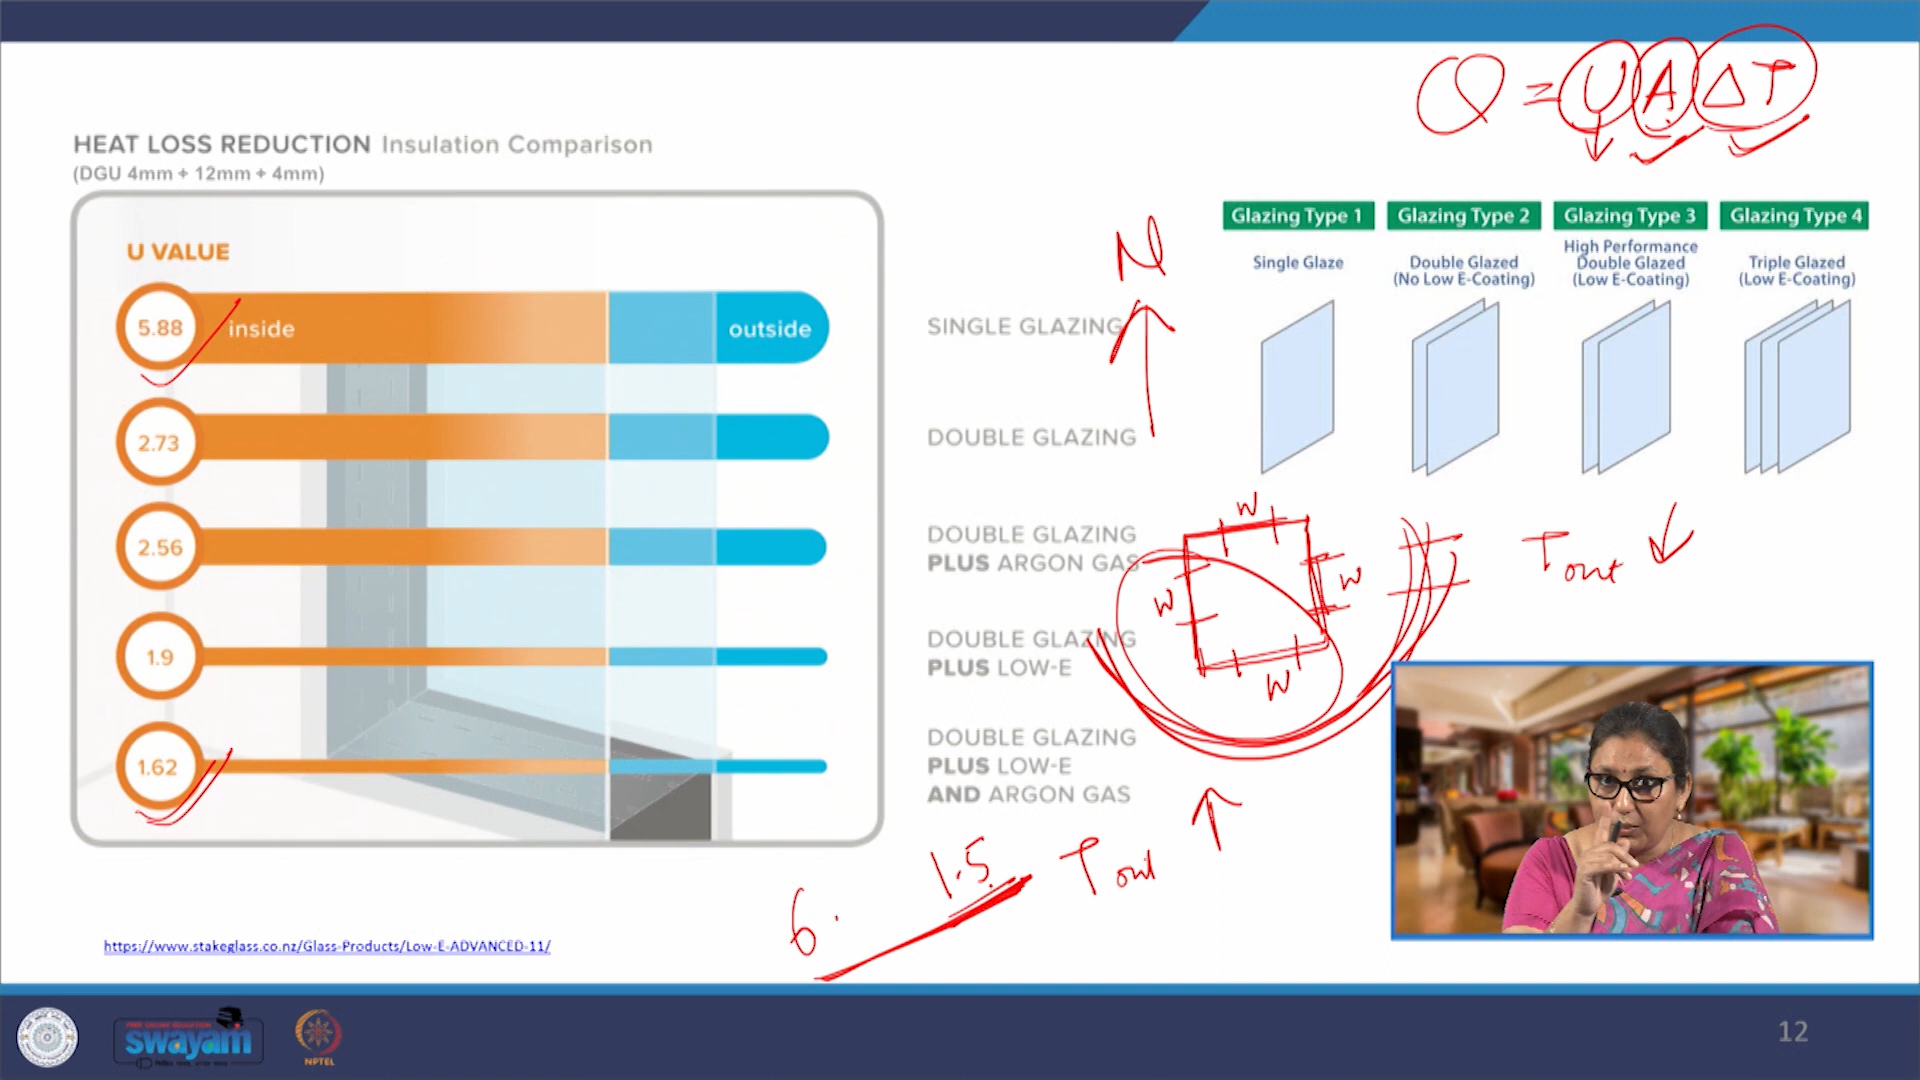 Q = U A ΔT
HEAT LOSS REDUCTION Insulation Comparison
(DGU 4mm + 12mm + 4mm)
U VALUE
5.88 inside outside
2.73
2.56
1.9
1.62
SINGLE GLAZING
DOUBLE GLAZING
DOUBLE GLAZING
PLUS ARGON GAS
DOUBLE GLAZING
PLUS LOW-E
DOUBLE GLAZING
PLUS LOW-E
AND ARGON GAS
N
Glazing Type 1
Single Glaze
Glazing Type 2
Double Glazed
(No Low E-Coating)
Glazing Type 3
High Performance
Double Glazed
(Low E-Coating)
Glazing Type 4
Triple Glazed
(Low E-Coating)
W
W
W
W
Tout ↓
6. 1.5 Tout ↑
https://www.stakeglass.co.nz/Glass-Products/Low-E-ADVANCED-11/
swayam
NPTEL
12